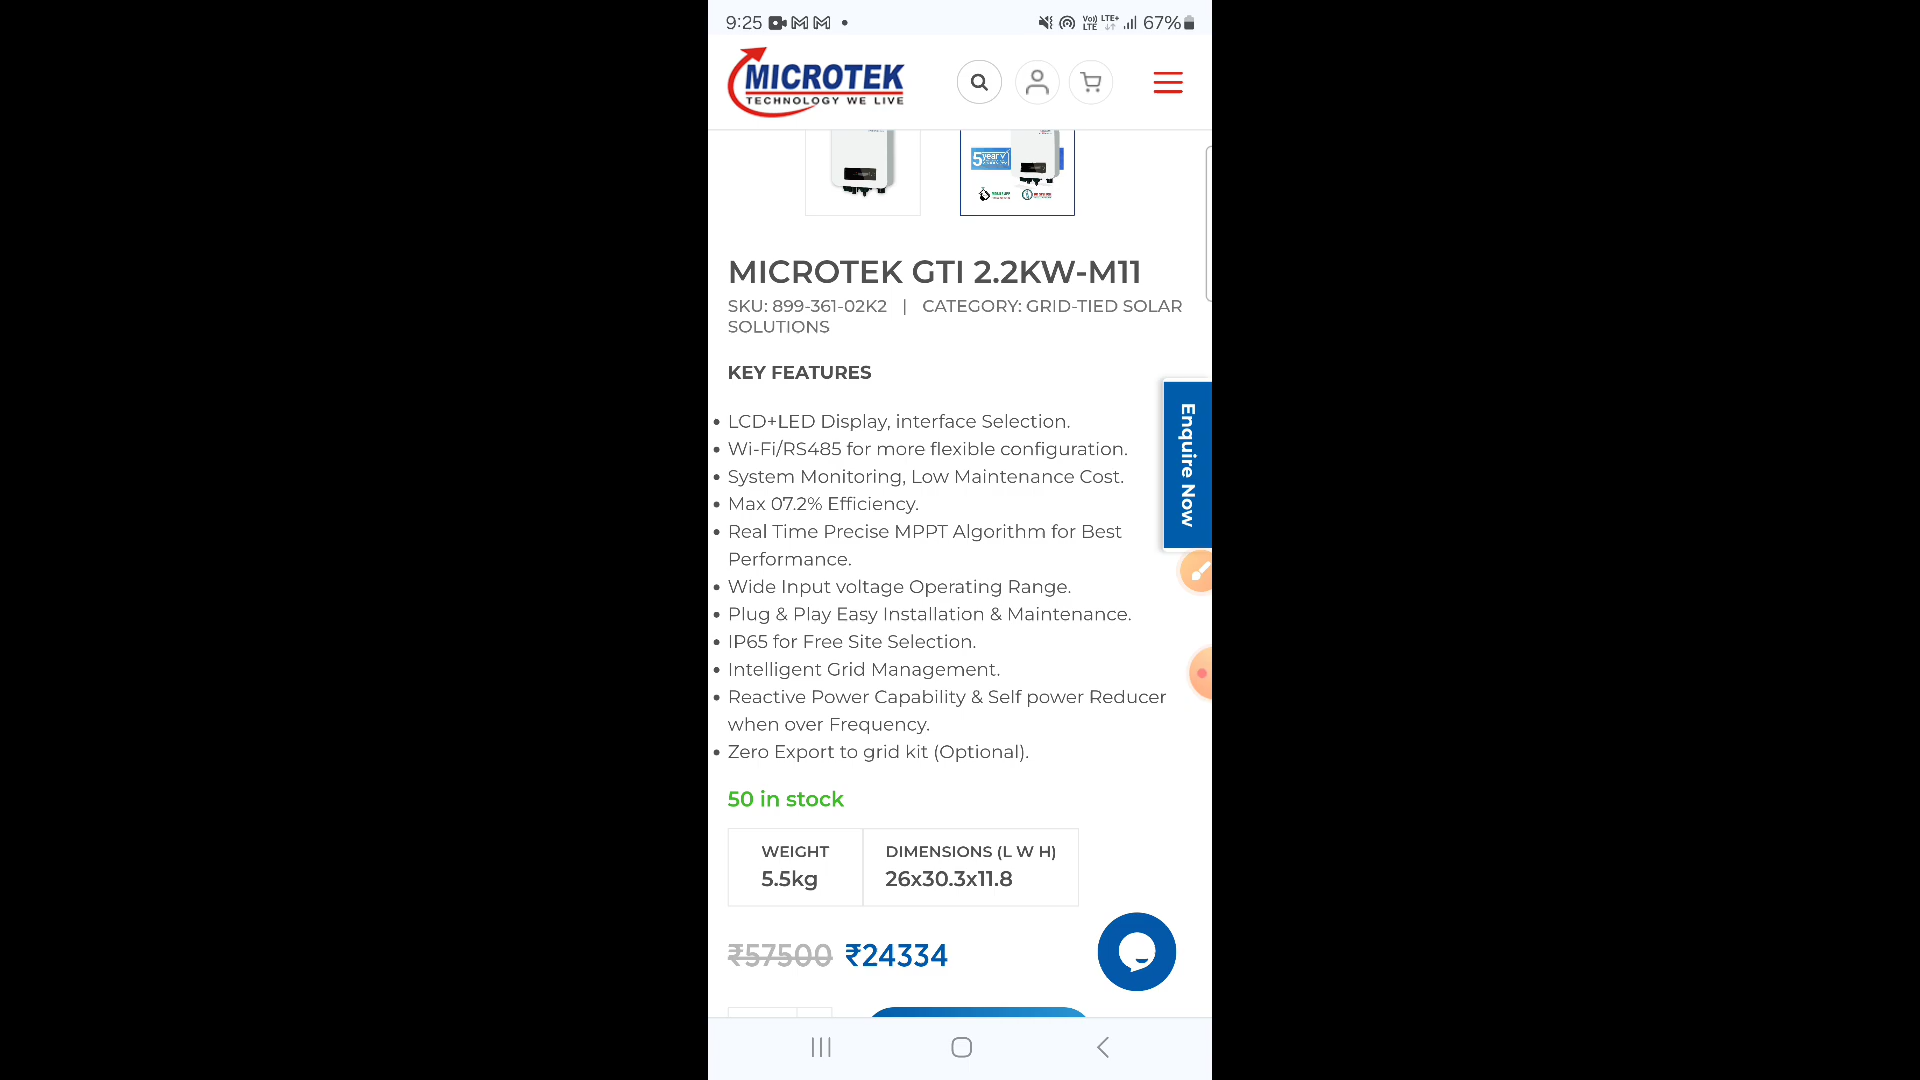 9:25
Vo)) LTE+
LTE
67%
MICROTEK
TECHNOLOGY WE LIVE
5 year
MICROTEK GTI 2.2KW-M11
SKU: 899-361-02K2 | CATEGORY: GRID-TIED SOLAR
SOLUTIONS
KEY FEATURES
• LCD+LED Display, interface Selection.
• Wi-Fi/RS485 for more flexible configuration.
• System Monitoring, Low Maintenance Cost.
• Max 07.2% Efficiency.
• Real Time Precise MPPT Algorithm for Best
Performance.
• Wide Input voltage Operating Range.
• Plug & Play Easy Installation & Maintenance.
• IP65 for Free Site Selection.
• Intelligent Grid Management.
• Reactive Power Capability & Self power Reducer
when over Frequency.
• Zero Export to grid kit (Optional).
Enquire Now
50 in stock
WEIGHT
5.5kg
DIMENSIONS (L W H)
26x30.3x11.8
₹57500 ₹24334